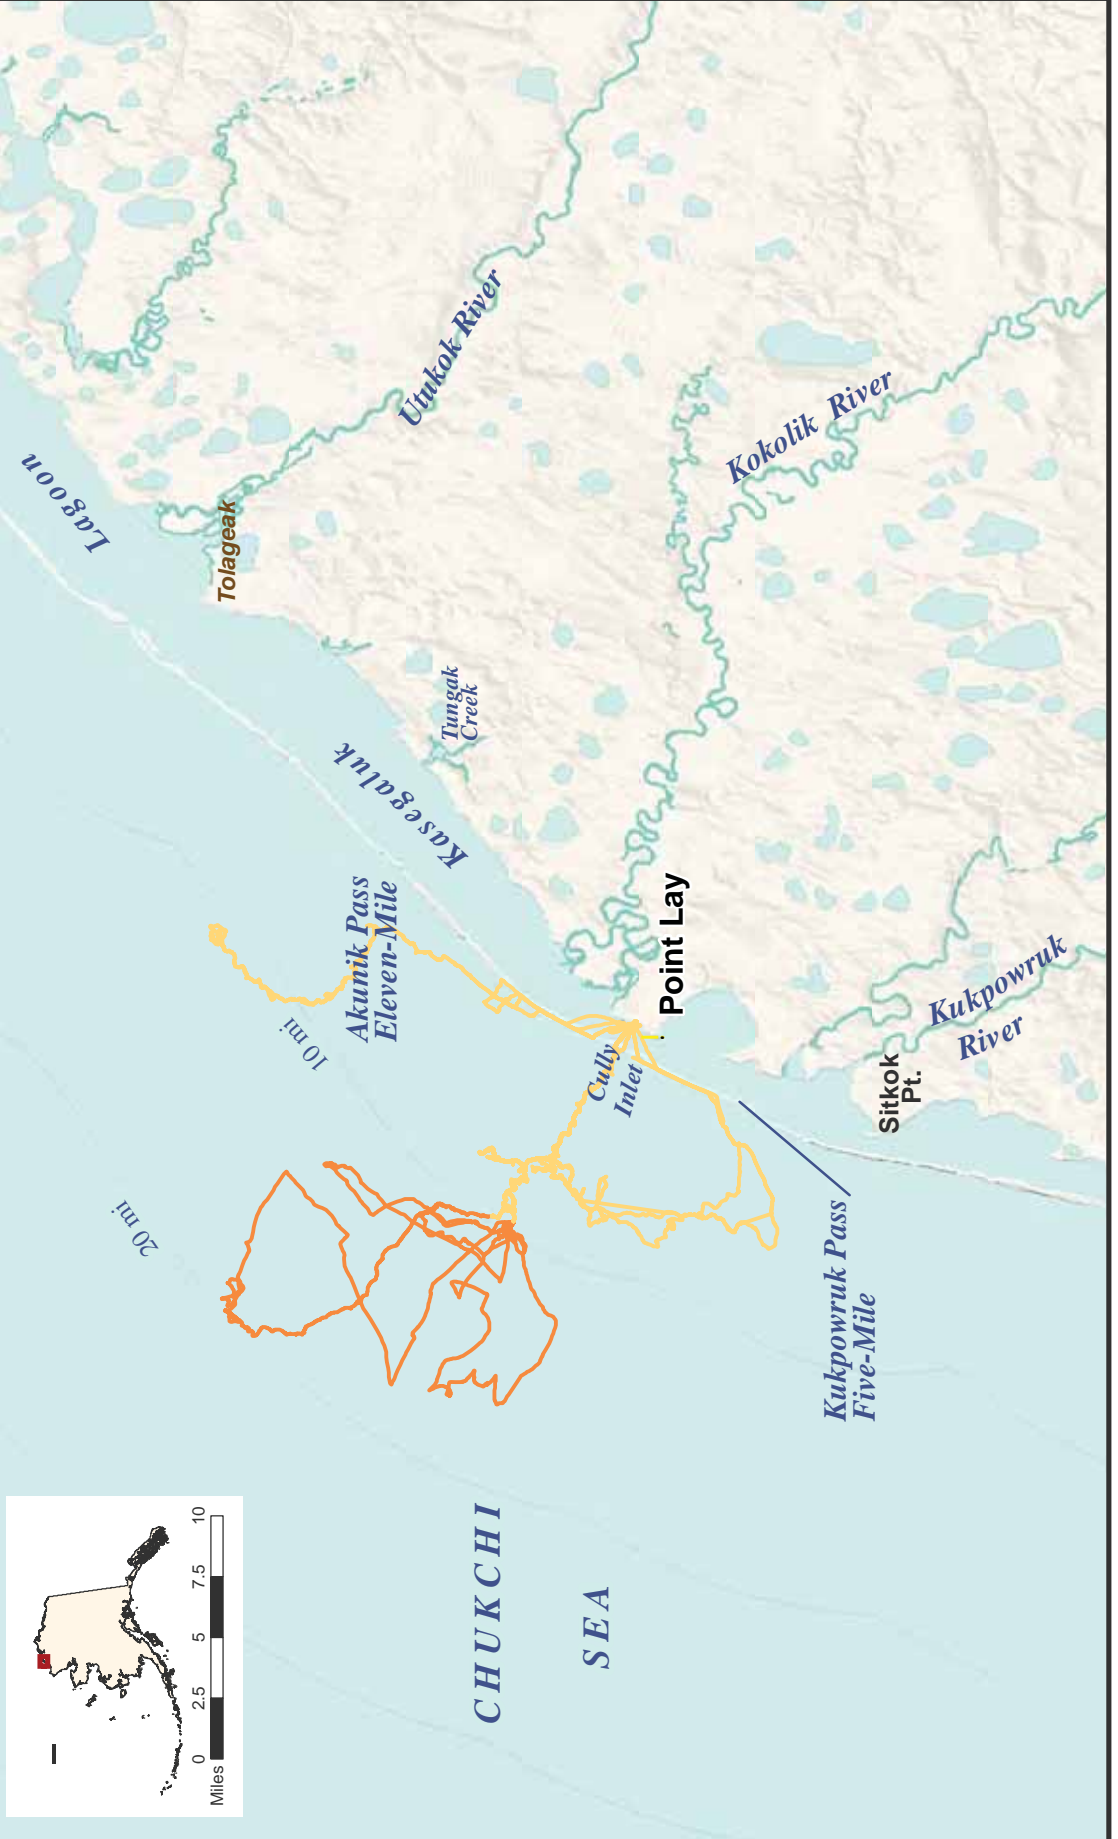 Lagoon
Tolageak
Utukok River
Tungak
Creek
Kasegaluk
Kokolik River
Akunik Pass
Eleven-Mile
10 mi
20 mi
Point Lay
Cully
Inlet
Kukpowruk
River
Sitkok
Pt.
Kukpowruk Pass
Five-Mile
CHUKCHI
SEA
0 2.5 5 7.5 10
Miles